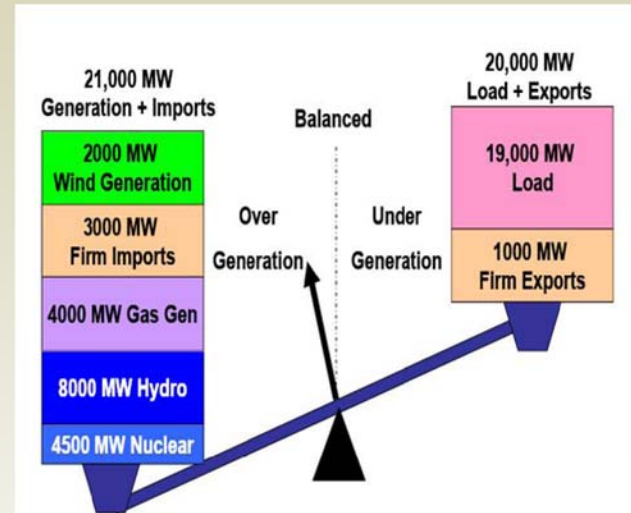 21,000 MW
Generation + Imports
2000 MW
Wind Generation
3000 MW
Firm Imports
4000 MW Gas Gen
8000 MW Hydro
4500 MW Nuclear
Balanced
Over
Generation
Under
Generation
20,000 MW
Load + Exports
19,000 MW
Load
1000 MW
Firm Exports